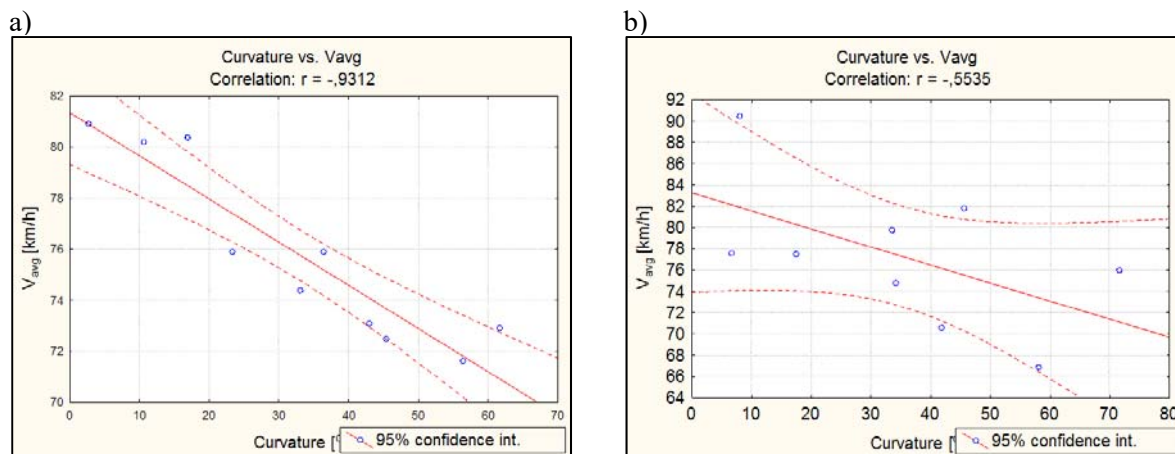 a)
Curvature vs. Vavg
Correlation: r = -,9312
82
80
78
76
74
72
70
V_avg [km/h]
0 10 20 30 40 50 60 70
Curvature [
95% confidence int.
b)
Curvature vs. Vavg
Correlation: r = -,5535
92
90
88
86
84
82
80
78
76
74
72
70
68
66
64
V_avg [km/h]
0 10 20 30 40 50 60 70 80
Curvature [
95% confidence int.